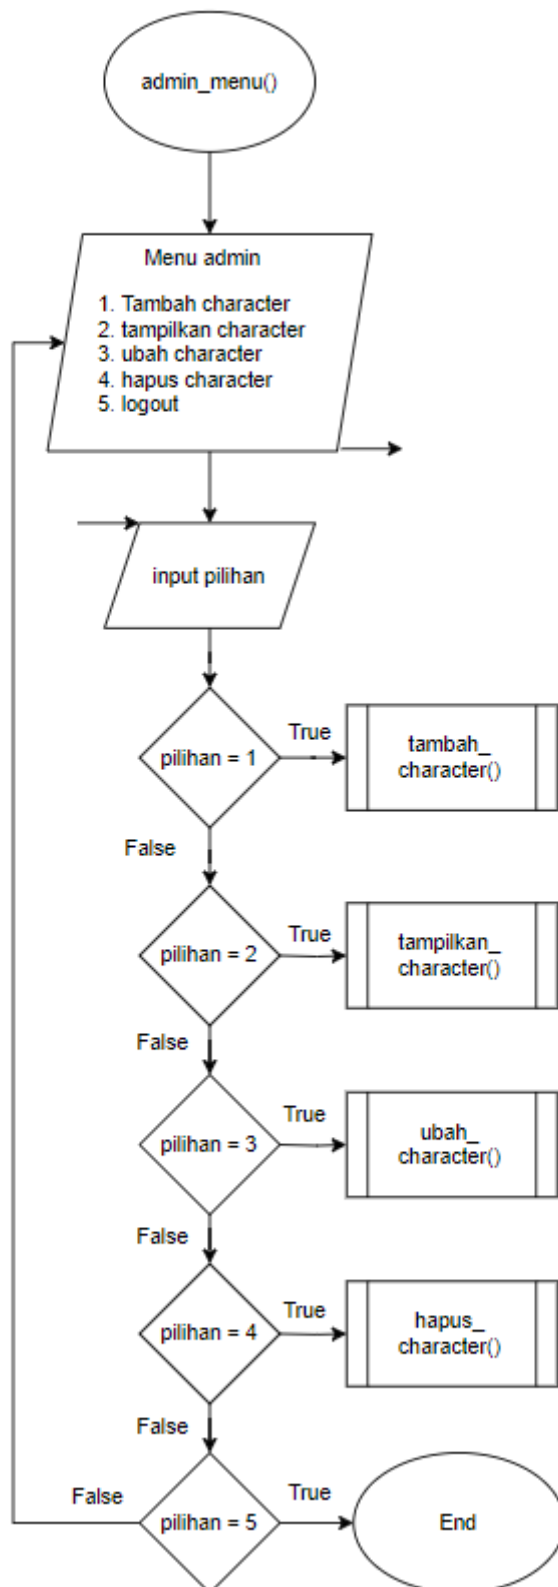 admin_menu()
Menu admin
1. Tambah character
2. tampilkan character
3. ubah character
4. hapus character
5. logout
input pilihan
pilihan = 1
True
tambah_
character()
False
pilihan = 2
True
tampilkan_
character()
False
pilihan = 3
True
ubah_
character()
False
pilihan = 4
True
hapus_
character()
False
False
pilihan = 5
True
End